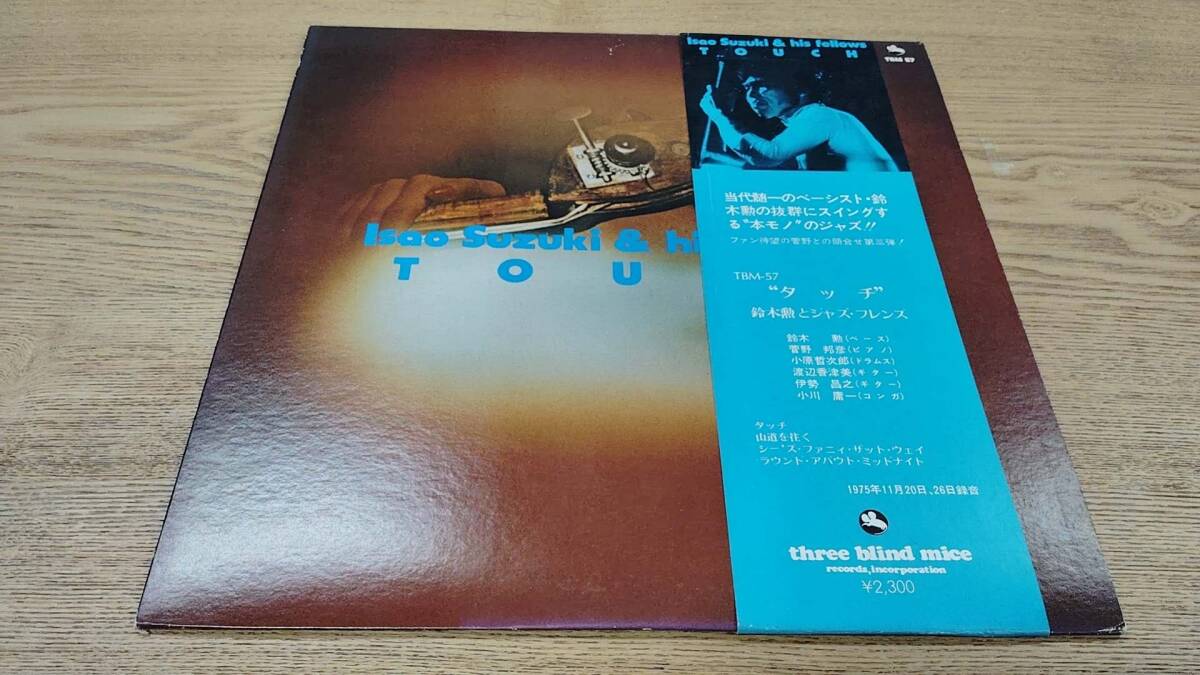 Isao Suzuki & hi
T O U
Isao Suzuki & his fellows
T O U C H
TBM 57
当代随一のベーシスト・鈴
木勲の抜群にスイングす
る“本モノ”のジャズ!!
ファン待望の菅野との顔合せ第三弾!
TBM-57
“タッチ”
鈴木勲とジャズ・フレンズ
鈴木 勲(ベース)
菅野 邦彦(ピアノ)
小原哲次郎(ドラムス)
渡辺香津美(ギター)
伊勢 昌之(ギター)
小川 庸一(コンガ)
タッチ
山道を往く
シーズ・ファニィ・ザット・ウェイ
ラウンド・アバウト・ミッドナイト
1975年11月20日、26日録音
three blind mice
records,incorporation
¥2,300